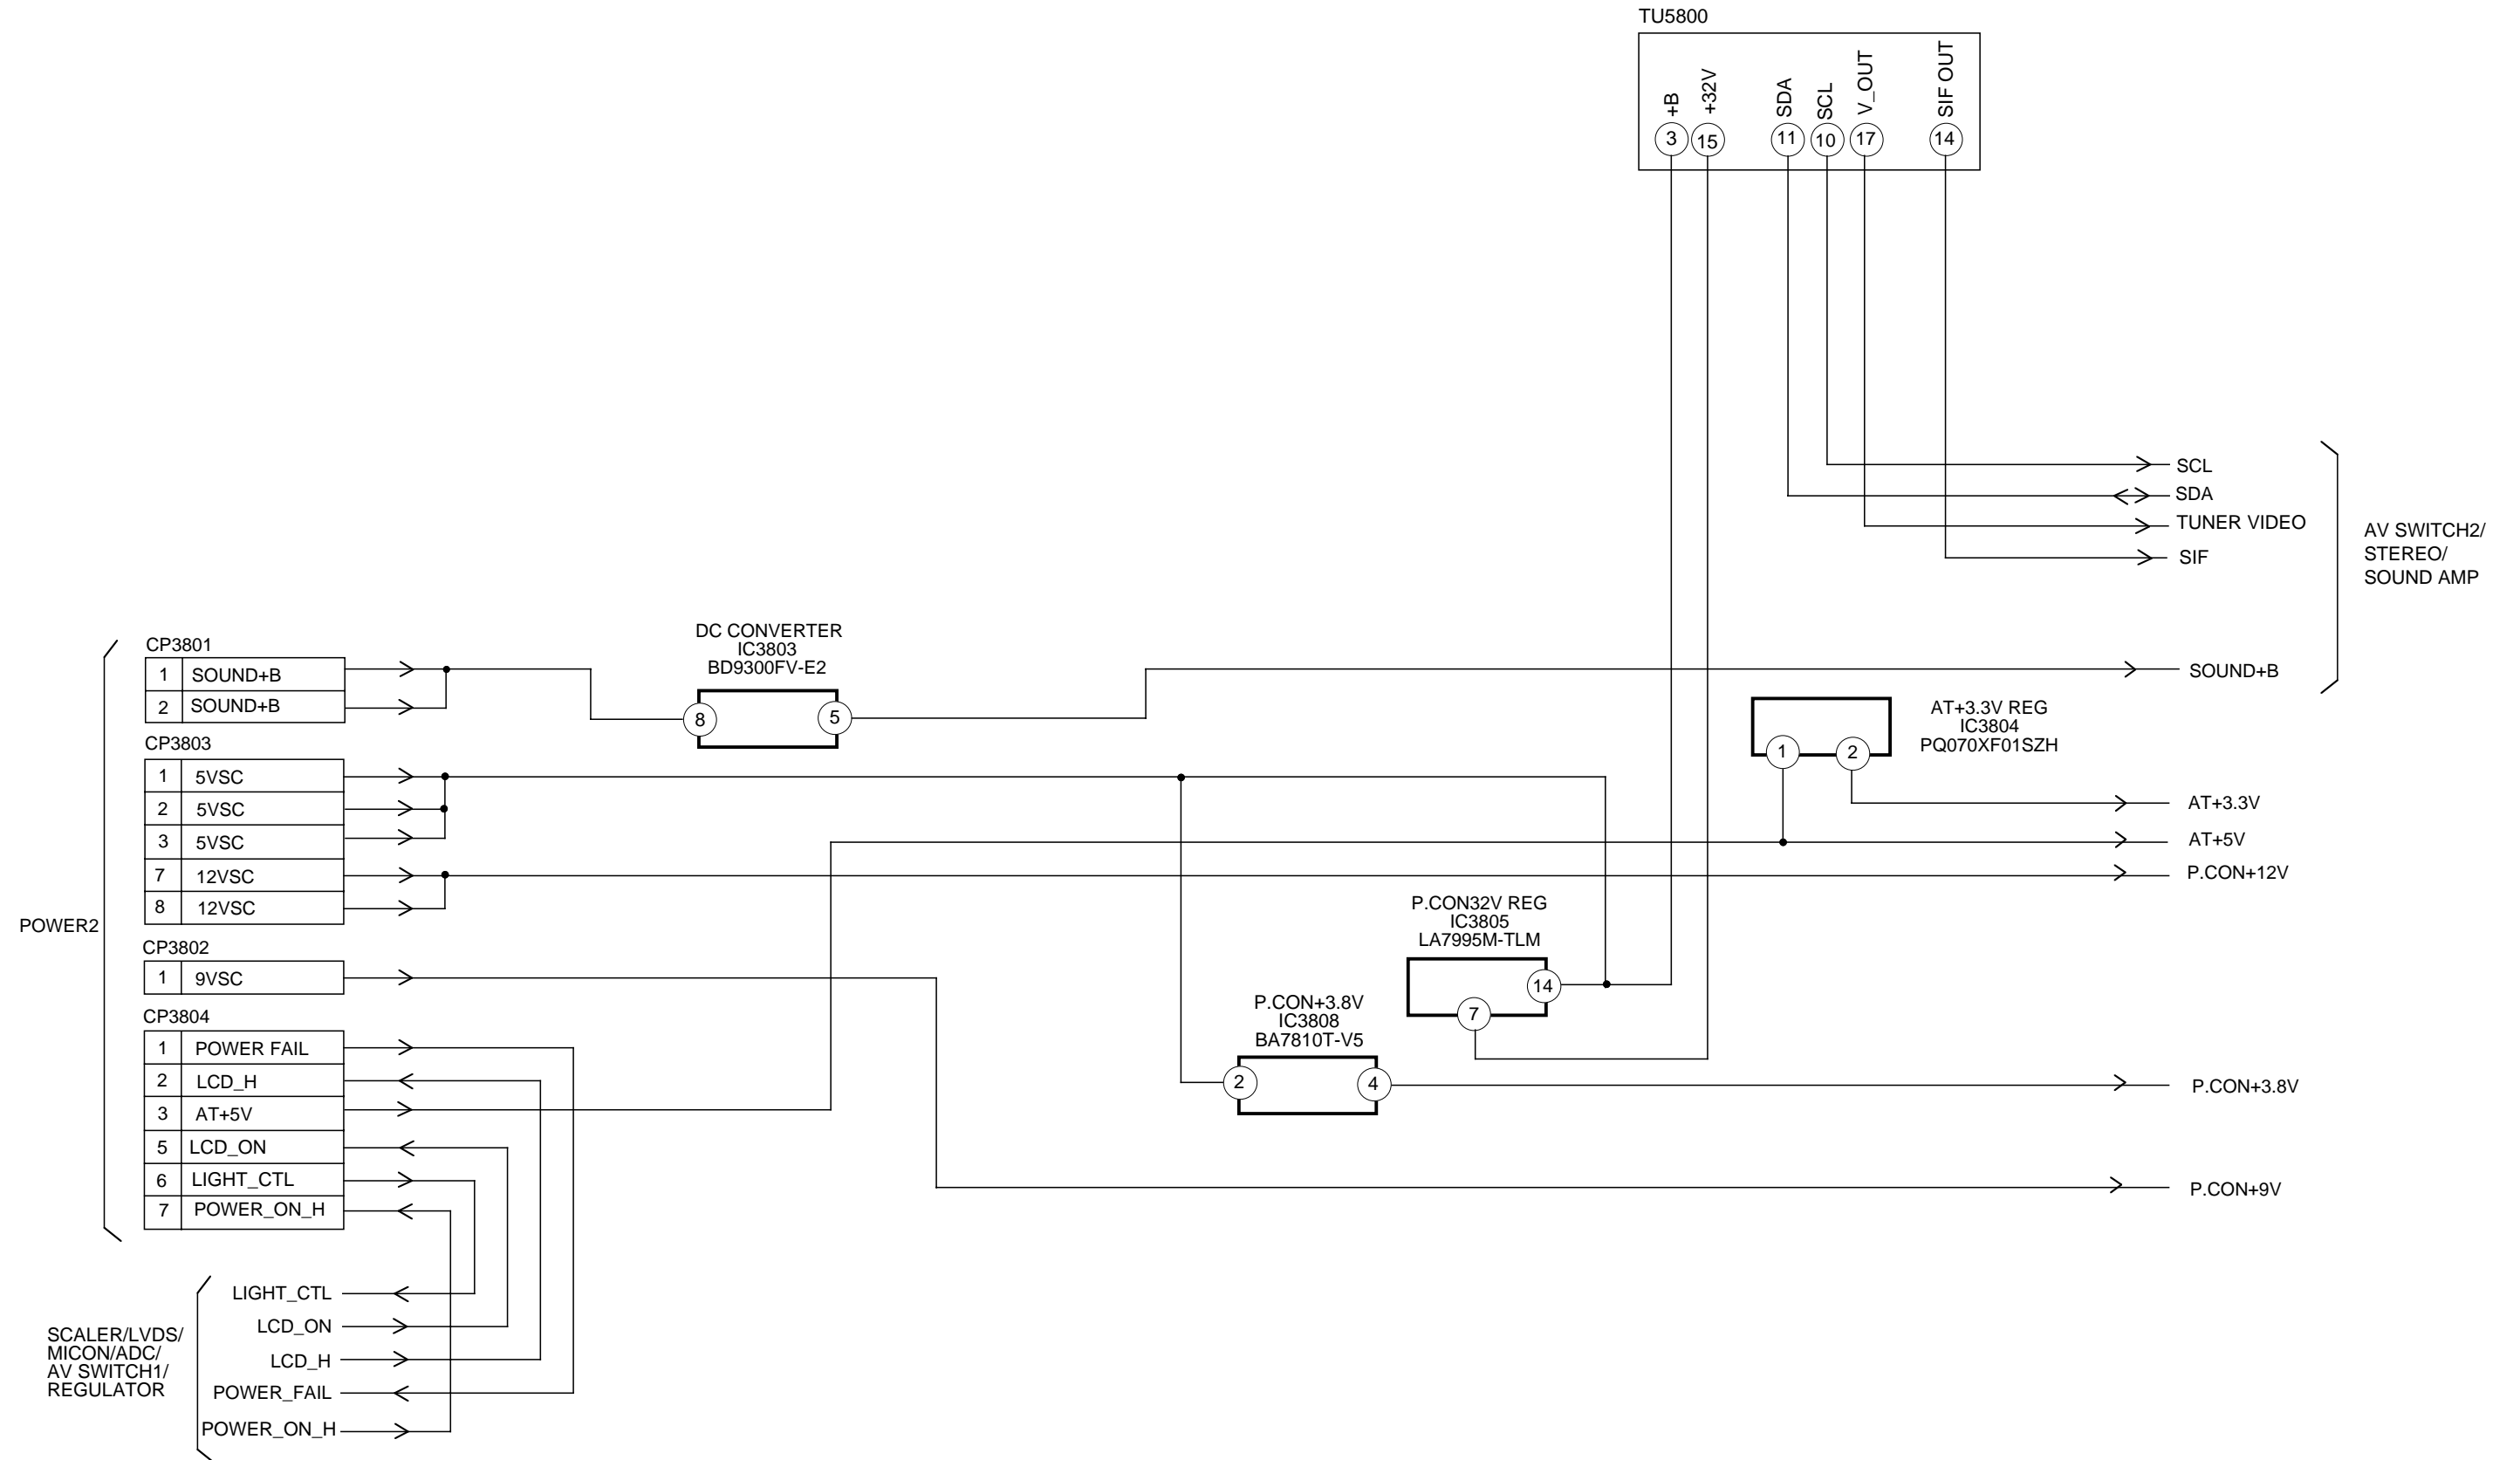 TU5800
+B
+32V
SDA
SCL
V_OUT
SIF OUT
3
15
11
10
17
14
SCL
SDA
TUNER VIDEO
SIF
AV SWITCH2/
STEREO/
SOUND AMP
SOUND+B
DC CONVERTER
IC3803
BD9300FV-E2
8
5
AT+3.3V REG
IC3804
PQ070XF01SZH
1
2
AT+3.3V
AT+5V
P.CON+12V
P.CON32V REG
IC3805
LA7995M-TLM
14
7
P.CON+3.8V
IC3808
BA7810T-V5
2
4
P.CON+3.8V
P.CON+9V
POWER2
CP3801
1 SOUND+B
2 SOUND+B
CP3803
1 5VSC
2 5VSC
3 5VSC
7 12VSC
8 12VSC
CP3802
1 9VSC
CP3804
1 POWER FAIL
2 LCD_H
3 AT+5V
5 LCD_ON
6 LIGHT_CTL
7 POWER_ON_H
SCALER/LVDS/
MICON/ADC/
AV SWITCH1/
REGULATOR
LIGHT_CTL
LCD_ON
LCD_H
POWER_FAIL
POWER_ON_H